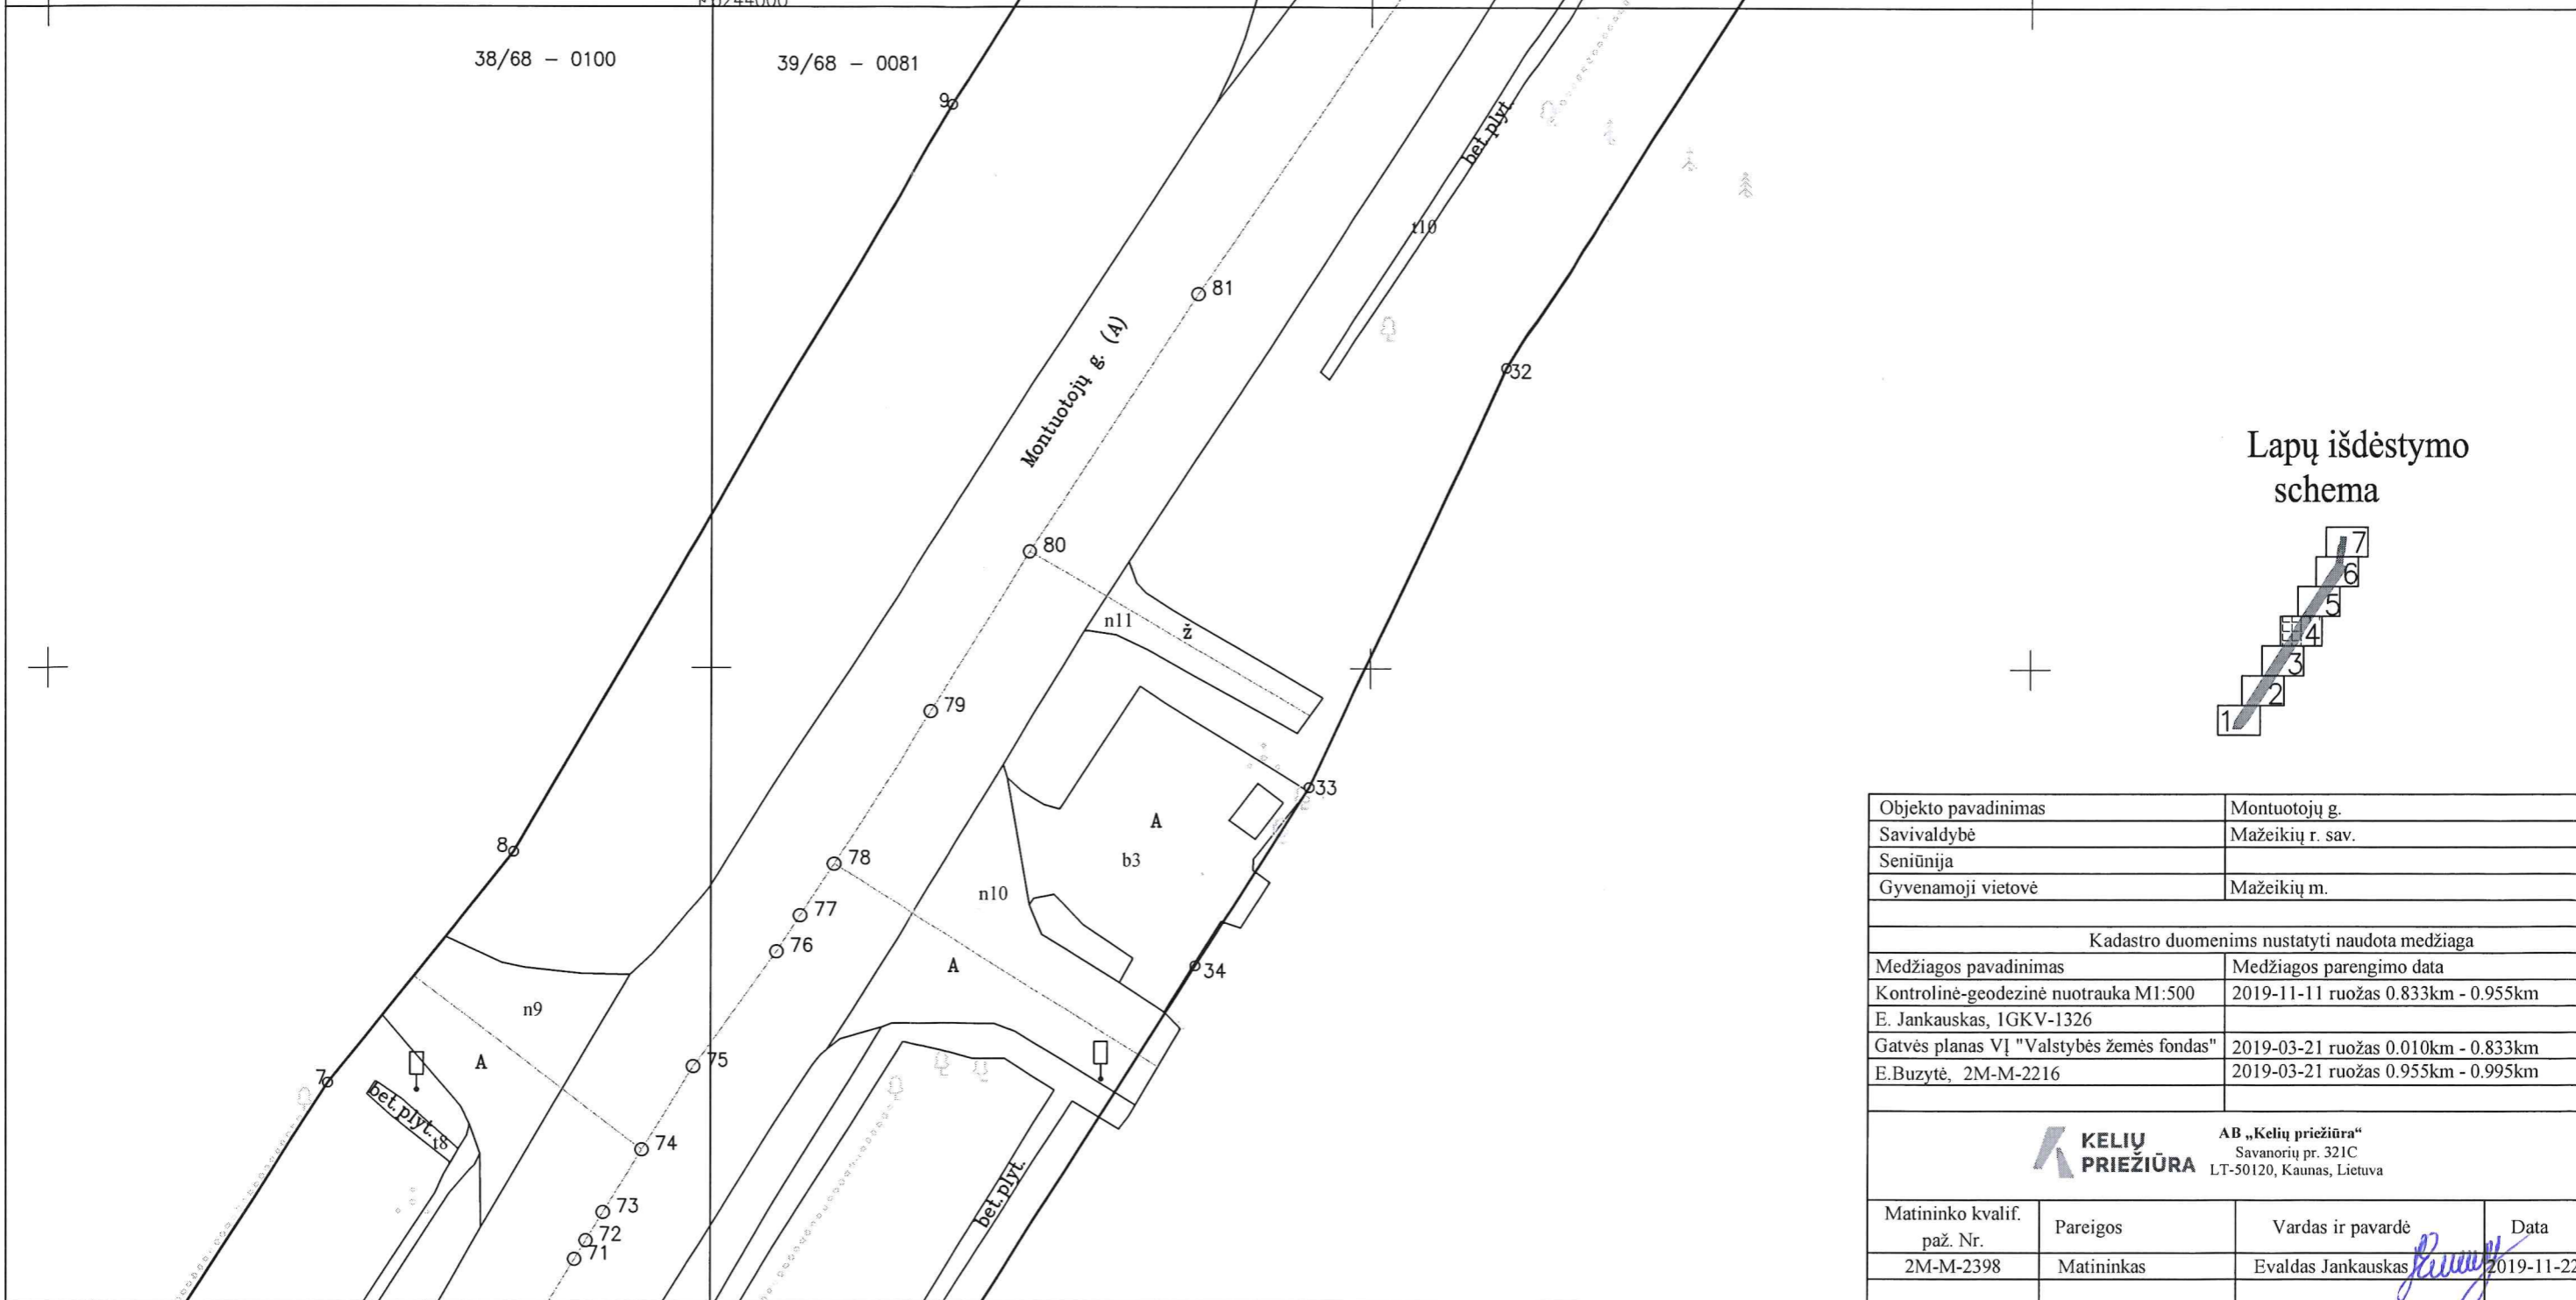 38/68 – 0100
39/68 – 0081
9
bet.plyt.
t10
81
Montuotojų g. (A)
32
80
n11
ž
79
33
A
8
78
b3
n10
77
76
A
34
n9
A
75
7
bet.plyt.
t8
74
bet.plyt.
73
72
71
Lapų išdėstymo
schema
7
6
5
4
3
2
1
Objekto pavadinimas Montuotojų g.
Savivaldybė Mažeikių r. sav.
Seniūnija
Gyvenamoji vietovė Mažeikių m.
Kadastro duomenims nustatyti naudota medžiaga
Medžiagos pavadinimas Medžiagos parengimo data
Kontrolinė-geodezinė nuotrauka M1:500 2019-11-11 ruožas 0.833km - 0.955km
E. Jankauskas, 1GKV-1326
Gatvės planas VĮ "Valstybės žemės fondas" 2019-03-21 ruožas 0.010km - 0.833km
E.Buzytė, 2M-M-2216 2019-03-21 ruožas 0.955km - 0.995km
KELIŲ
PRIEŽIŪRA
AB „Kelių priežiūra“
Savanorių pr. 321C
LT-50120, Kaunas, Lietuva
Matininko kvalif.
paž. Nr. Pareigos Vardas ir pavardė Data
2M-M-2398 Matininkas Evaldas Jankauskas 2019-11-22